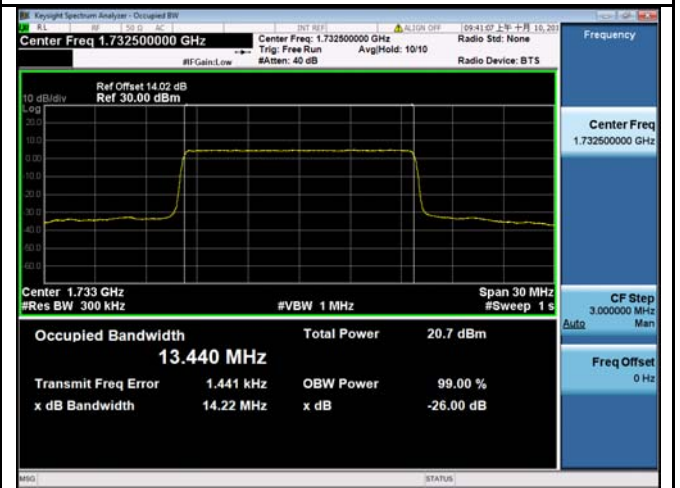 Keysight Spectrum Analyzer - Occupied BW
RL RF 50 Ω AC INT REF ALIGN OFF 09:41:07 上午 十月 10, 201
Center Freq 1.732500000 GHz
Center Freq: 1.732500000 GHz
Radio Std: None
Trig: Free Run Avg|Hold: 10/10
#IFGain:Low #Atten: 40 dB Radio Device: BTS
Frequency
Ref Offset 14.02 dB
10 dB/div Ref 30.00 dBm
Log
20.0
10.0
0.00
-10.0
-20.0
-30.0
-40.0
-50.0
-60.0
Center 1.733 GHz Span 30 MHz
#Res BW 300 kHz #VBW 1 MHz #Sweep 1 s
Occupied Bandwidth Total Power 20.7 dBm
13.440 MHz
Transmit Freq Error 1.441 kHz OBW Power 99.00 %
x dB Bandwidth 14.22 MHz x dB -26.00 dB
Center Freq
1.732500000 GHz
CF Step
3.000000 MHz
Auto Man
Freq Offset
0 Hz
MSG STATUS